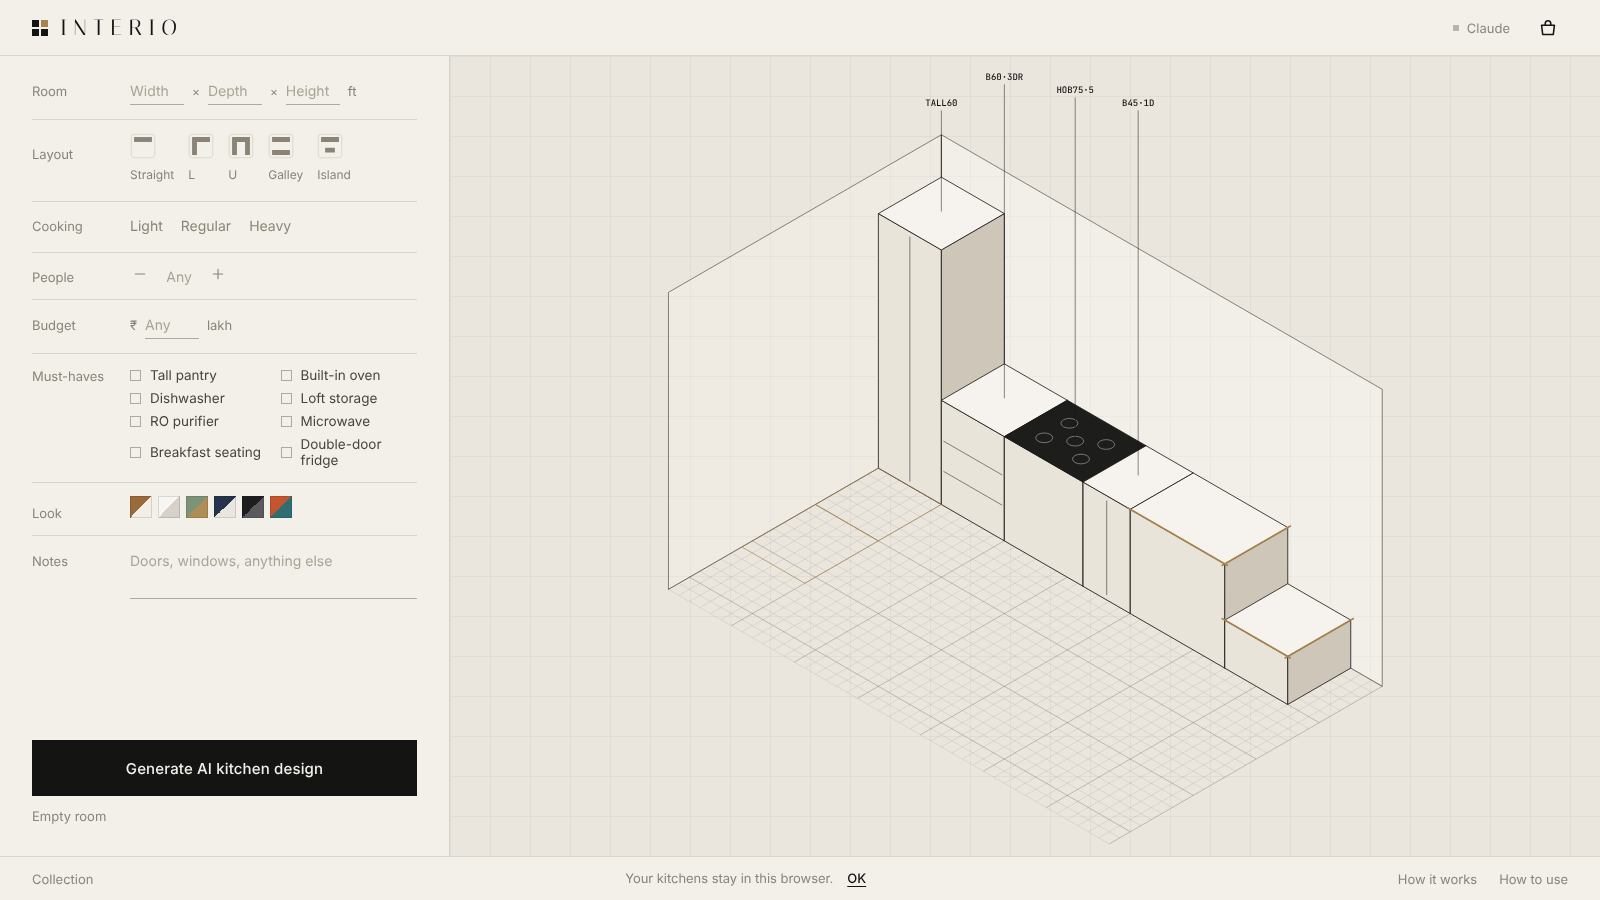 INTERIO
Claude
Room
Width × Depth × Height ft
Layout
Straight L U Galley Island
Cooking
Light Regular Heavy
People
− Any +
Budget
₹ Any lakh
Must-haves
Tall pantry
Built-in oven
Dishwasher
Loft storage
RO purifier
Microwave
Breakfast seating
Double-door
fridge
Look
Notes
Doors, windows, anything else
Generate AI kitchen design
Empty room
B60·3DR
HOB75·5
TALL60
B45·1D
Collection
Your kitchens stay in this browser. OK
How it works How to use